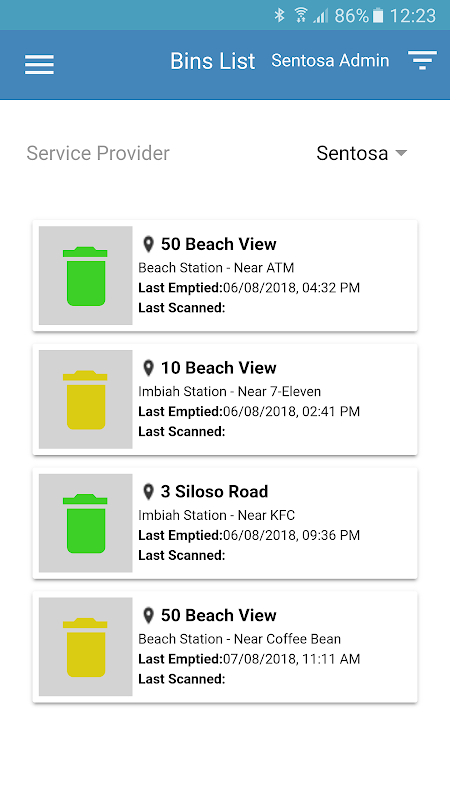 86% 12:23
Bins List Sentosa Admin
Service Provider Sentosa
50 Beach View
Beach Station - Near ATM
Last Emptied:06/08/2018, 04:32 PM
Last Scanned:
10 Beach View
Imbiah Station - Near 7-Eleven
Last Emptied:06/08/2018, 02:41 PM
Last Scanned:
3 Siloso Road
Imbiah Station - Near KFC
Last Emptied:06/08/2018, 09:36 PM
Last Scanned:
50 Beach View
Beach Station - Near Coffee Bean
Last Emptied:07/08/2018, 11:11 AM
Last Scanned: